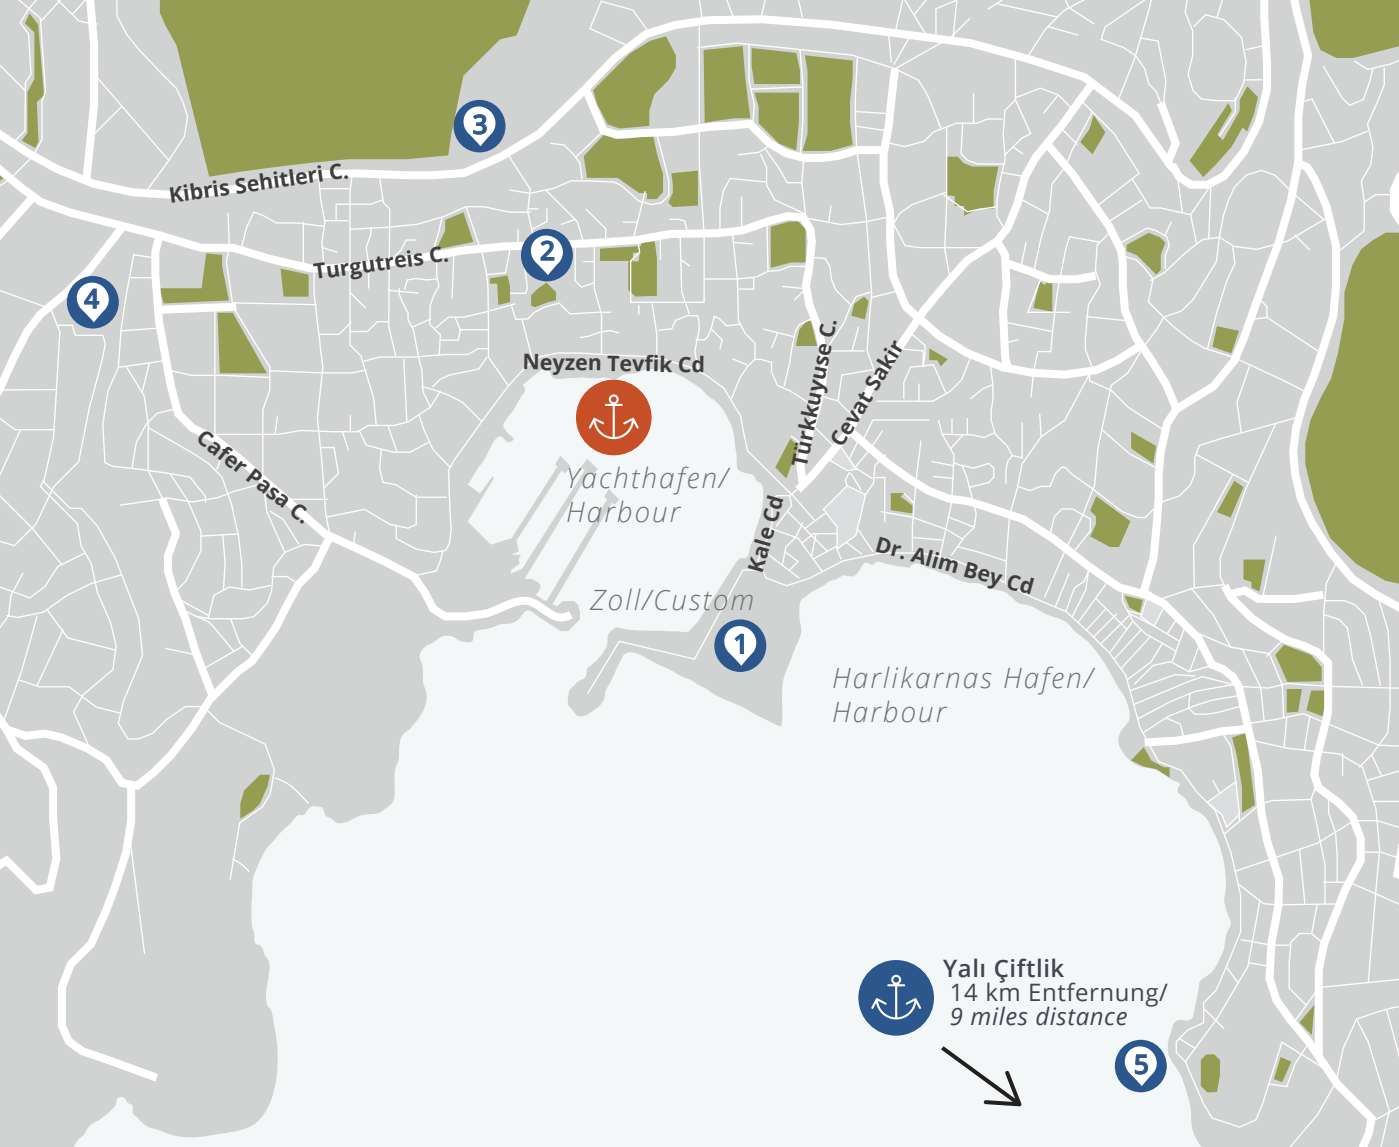 3
Kibris Sehitleri C.
2
Turgutreis C.
4
Neyzen Tevfik Cd
Türkkuyuse C.
Cevat Sakir
Cafer Pasa C.
Yachthafen/
Harbour
Kale Cd
Dr. Alim Bey Cd
Zoll/Custom
1
Harlikarnas Hafen/
Harbour
Yalı Çiftlik
14 km Entfernung/
9 miles distance
5